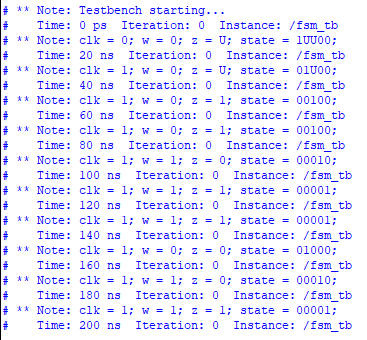 # ** Note: Testbench starting...
#    Time: 0 ps  Iteration: 0  Instance: /fsm_tb
# ** Note: clk = 0; w = 0; z = U; state = 1UU00;
#    Time: 20 ns  Iteration: 0  Instance: /fsm_tb
# ** Note: clk = 1; w = 0; z = U; state = 01U00;
#    Time: 40 ns  Iteration: 0  Instance: /fsm_tb
# ** Note: clk = 1; w = 0; z = 1; state = 00100;
#    Time: 60 ns  Iteration: 0  Instance: /fsm_tb
# ** Note: clk = 1; w = 0; z = 1; state = 00100;
#    Time: 80 ns  Iteration: 0  Instance: /fsm_tb
# ** Note: clk = 1; w = 1; z = 0; state = 00010;
#    Time: 100 ns  Iteration: 0  Instance: /fsm_tb
# ** Note: clk = 1; w = 1; z = 1; state = 00001;
#    Time: 120 ns  Iteration: 0  Instance: /fsm_tb
# ** Note: clk = 1; w = 1; z = 1; state = 00001;
#    Time: 140 ns  Iteration: 0  Instance: /fsm_tb
# ** Note: clk = 1; w = 0; z = 0; state = 01000;
#    Time: 160 ns  Iteration: 0  Instance: /fsm_tb
# ** Note: clk = 1; w = 1; z = 0; state = 00010;
#    Time: 180 ns  Iteration: 0  Instance: /fsm_tb
# ** Note: clk = 1; w = 1; z = 1; state = 00001;
#    Time: 200 ns  Iteration: 0  Instance: /fsm_tb